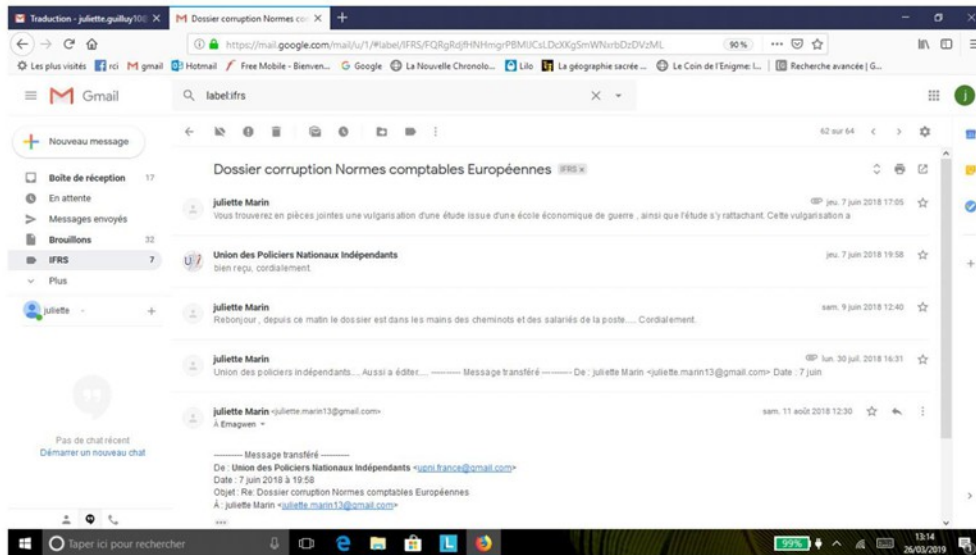 Traduction - juliette.guilluy10
Dossier corruption Normes co
https://mail.google.com/mail/u/1/#label/IFRS/FQRgRdjfHNHmgrPBMUCsLDcXKgSmWNxrbDzDVzML
90 %
Les plus visités rci M gmail Hotmail Free Mobile - Bienven... Google La Nouvelle Chronolo... Lilo La géographie sacrée ... Le Coin de l'Enigme: L... Recherche avancée | G...
Gmail
label:ifrs
j
Nouveau message
62 sur 64
Dossier corruption Normes comptables Européennes IFRS x
Boîte de réception 17
En attente
Messages envoyés
Brouillons 32
IFRS 7
Plus
juliette
juliette Marin
jeu. 7 juin 2018 17:05
Vous trouverez en pièces jointes une vulgarisation d'une étude issue d'une école économique de guerre , ainsi que l'étude s'y rattachant. Cette vulgarisation a
Union des Policiers Nationaux Indépendants
jeu. 7 juin 2018 19:58
bien reçu, cordialement.
juliette Marin
sam. 9 juin 2018 12:40
Rebonjour , depuis ce matin le dossier est dans les mains des cheminots et des salariés de la poste.... Cordialement.
juliette Marin
lun. 30 juil. 2018 16:31
Union des policiers indépendants.... Aussi a éditer.... ---------- Message transféré ---------- De : juliette Marin <juliette.marin13@gmail.com> Date : 7 juin
juliette Marin <juliette.marin13@gmail.com>
sam. 11 août 2018 12:30
À Emagwen
---------- Message transféré ----------
De : Union des Policiers Nationaux Indépendants <upni.france@gmail.com>
Date : 7 juin 2018 à 19:58
Objet : Re: Dossier corruption Normes comptables Européennes
À : juliette Marin <juliette.marin13@gmail.com>
Pas de chat récent
Démarrer un nouveau chat
Taper ici pour rechercher
99%
13:14
26/03/2019